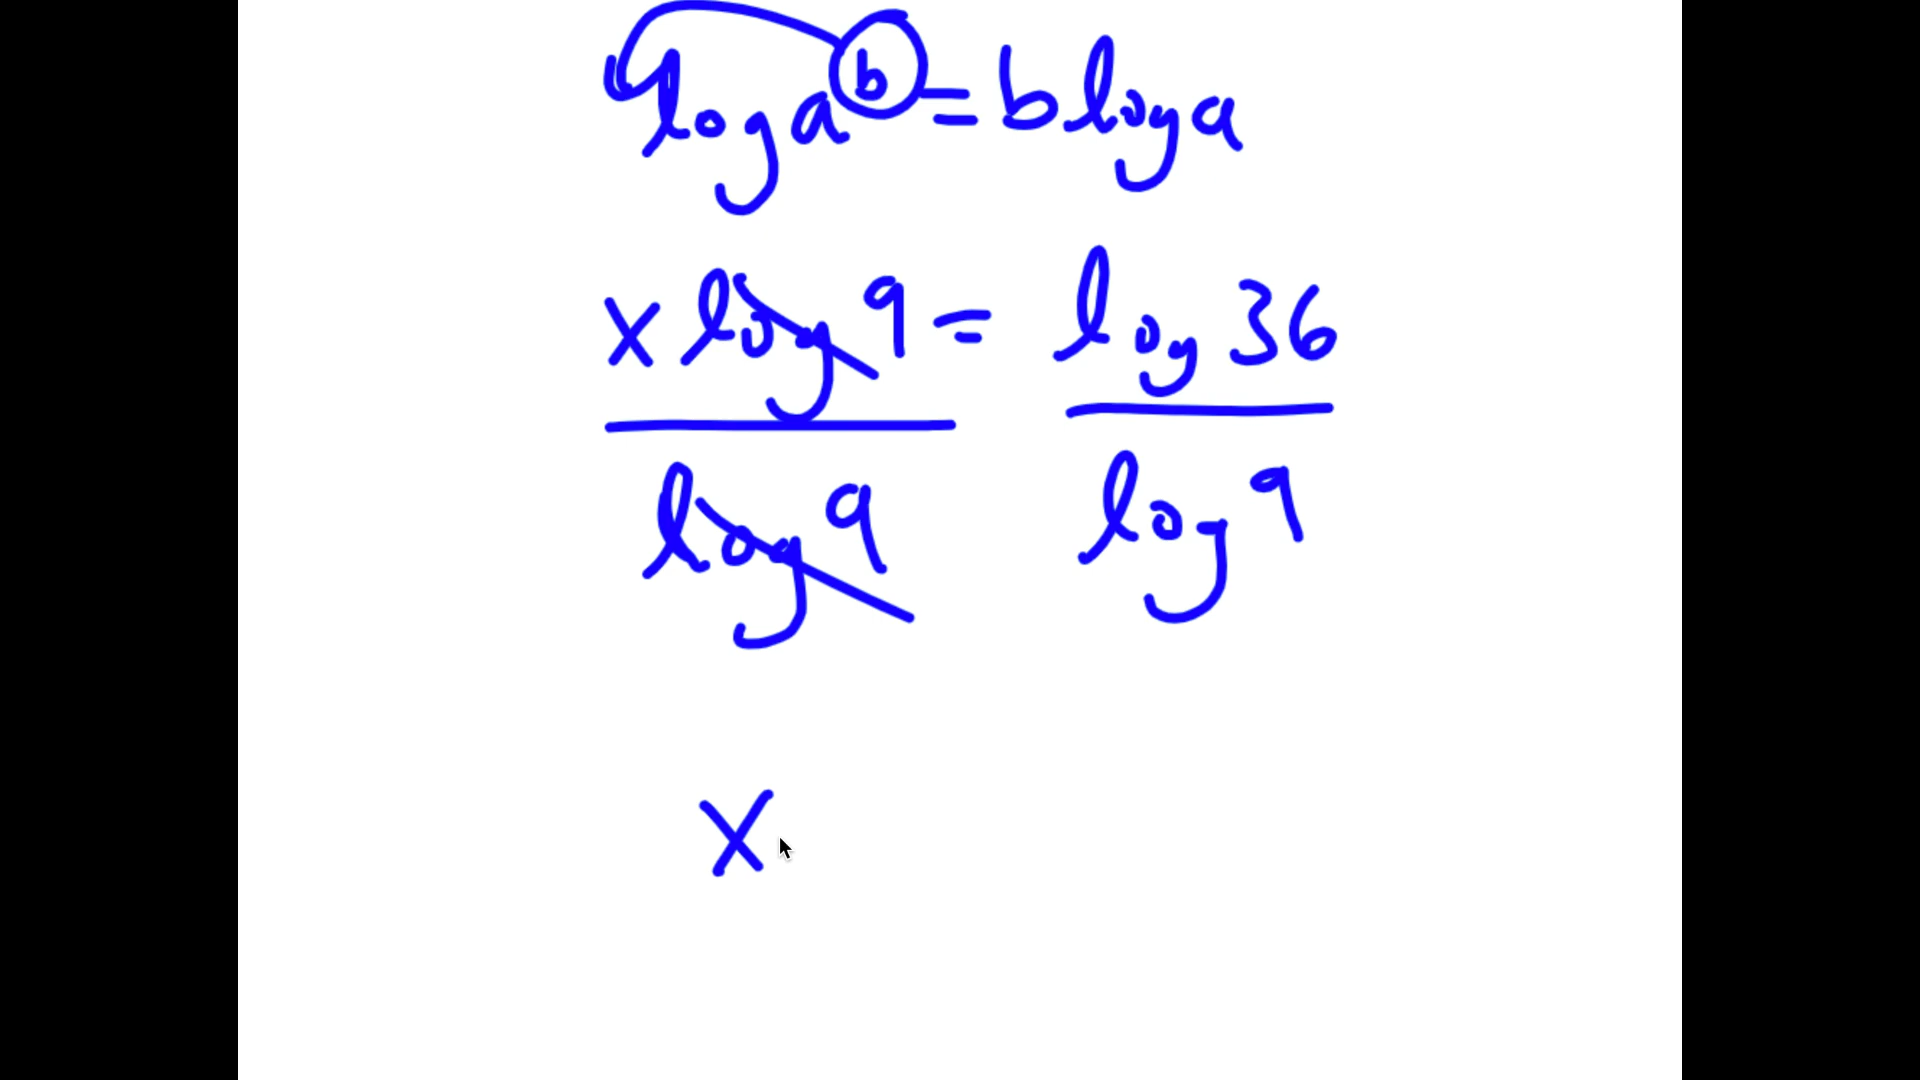 log a^b = b log a
x log 9 = log 36
log 9 log 9
x